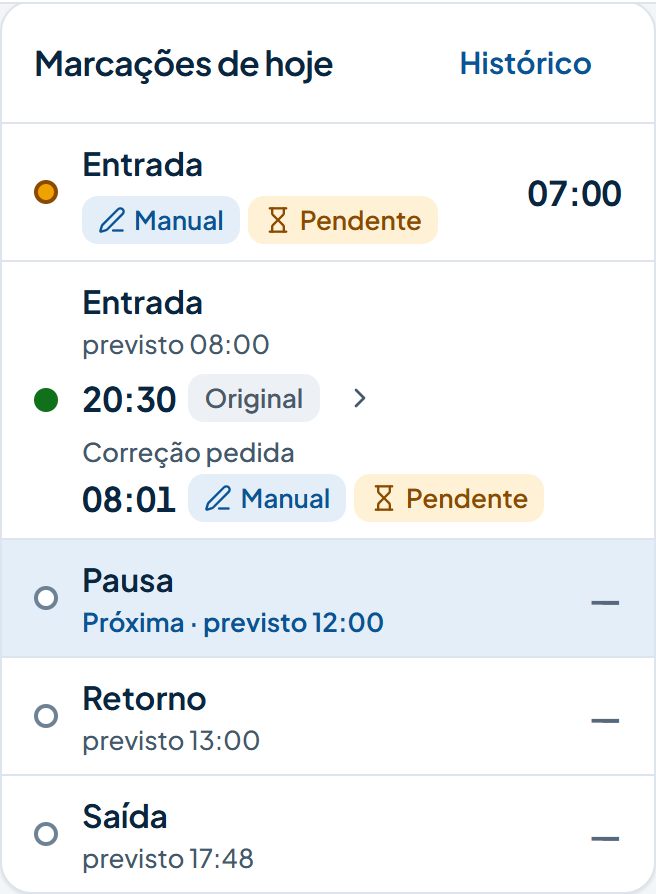 Marcações de hoje
Histórico
Entrada
Manual
Pendente
07:00
Entrada
previsto 08:00
20:30
Original
Correção pedida
08:01
Manual
Pendente
Pausa
Próxima · previsto 12:00
—
Retorno
previsto 13:00
—
Saída
previsto 17:48
—